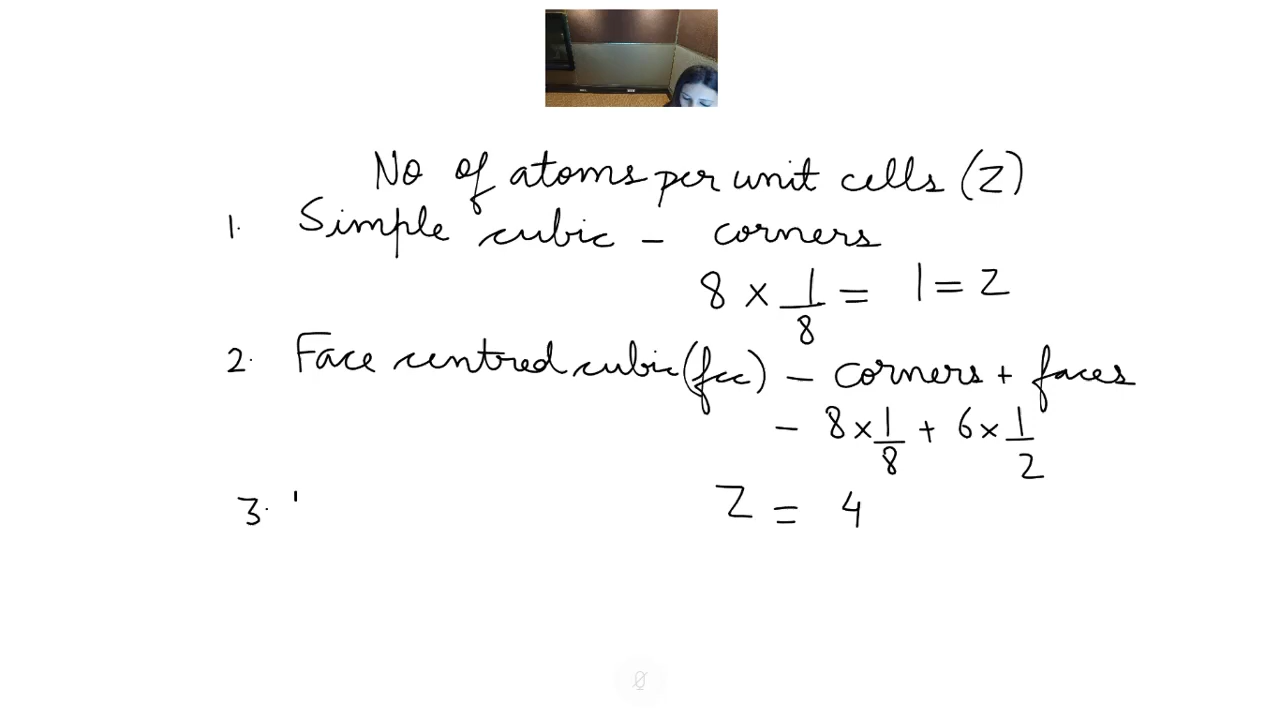 No of atoms per unit cells (Z)
1. Simple cubic - corners
8 × 1/8 = 1 = Z
2. Face centred cubic (fcc) - corners + faces
- 8 × 1/8 + 6 × 1/2
3. Z = 4